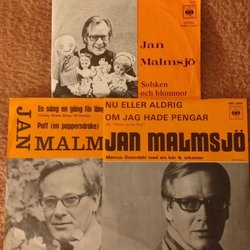 Jan
Malmsjö
Solsken
och blommor
CBS
JAN
En sång en gång för länge
Puff (en pappersdrake)
MALM
NU ELLER ALDRIG
OM JAG HADE PENGAR
JAN MALMSJÖ
Marcus Österdahl med sin kör & orkester